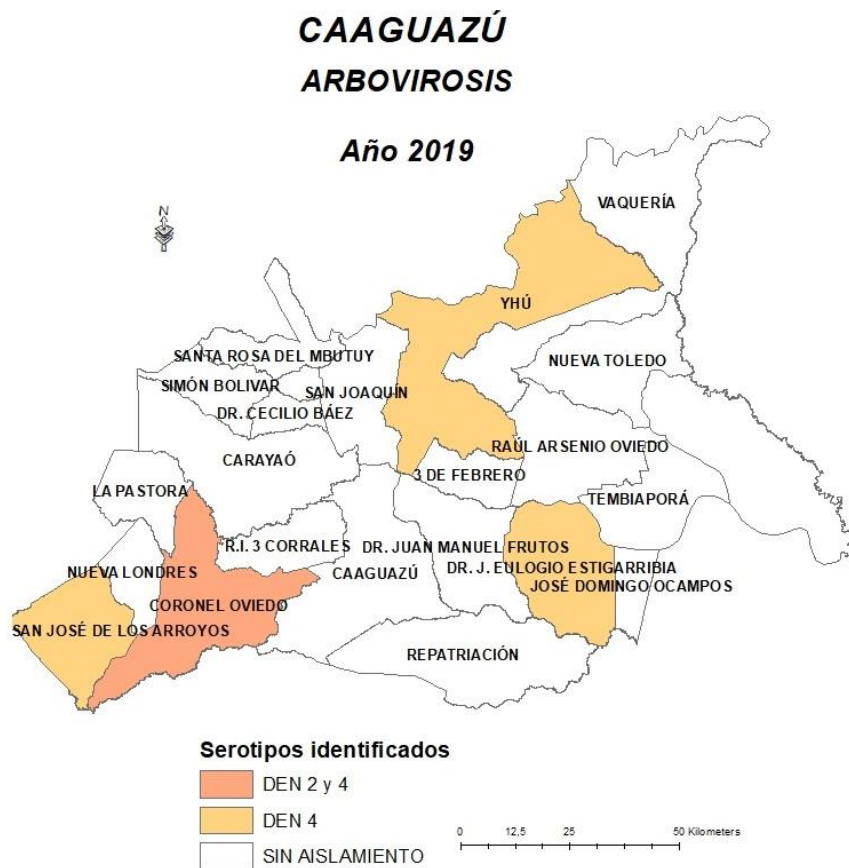 CAAGUAZÚ
ARBOVIROSIS
Año 2019
N
VAQUERÍA
YHÚ
SANTA ROSA DEL MBUTUY
NUEVA TOLEDO
SIMÓN BOLIVAR
SAN JOAQUÍN
DR. CECILIO BÁEZ
RAÚL ARSENIO OVIEDO
CARAYAÓ
3 DE FEBRERO
LA PASTORA
TEMBIAPORÁ
R.I. 3 CORRALES
DR. JUAN MANUEL FRUTOS
NUEVA LONDRES
CAAGUAZÚ
DR. J. EULOGIO ESTIGARRIBIA
JOSÉ DOMINGO OCAMPOS
CORONEL OVIEDO
SAN JOSÉ DE LOS ARROYOS
REPATRIACIÓN
Serotipos identificados
DEN 2 y 4
DEN 4
SIN AISLAMIENTO
0 12,5 25 50 Kilometers